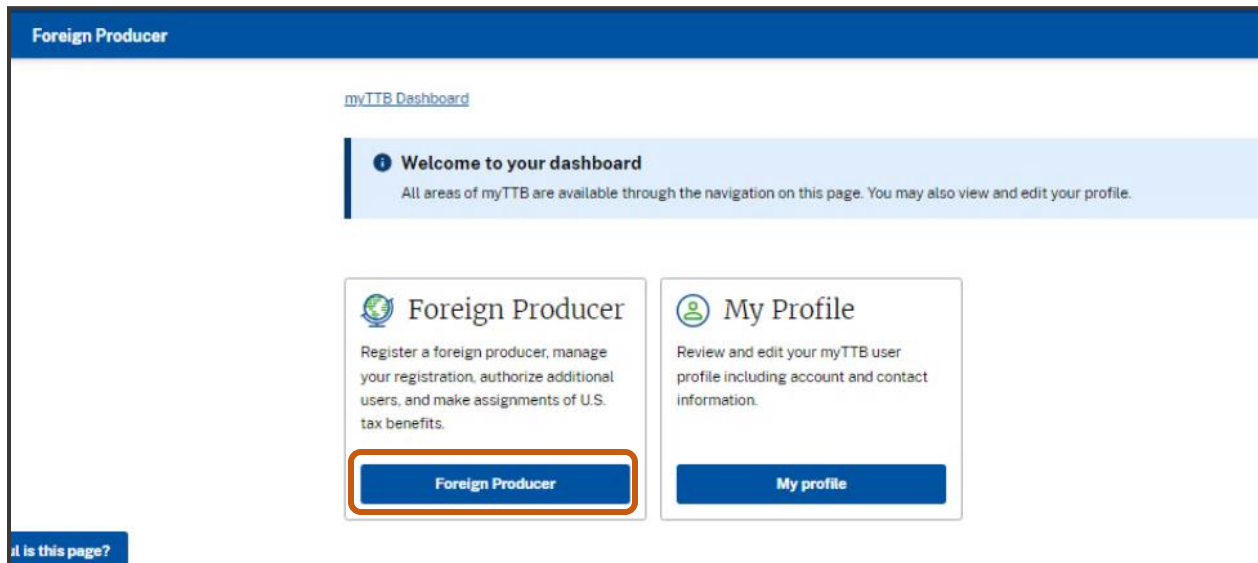 Foreign Producer
myTTB Dashboard
Welcome to your dashboard
All areas of myTTB are available through the navigation on this page. You may also view and edit your profile.
Foreign Producer
Register a foreign producer, manage
your registration, authorize additional
users, and make assignments of U.S.
tax benefits.
Foreign Producer
My Profile
Review and edit your myTTB user
profile including account and contact
information.
My profile
is this page?